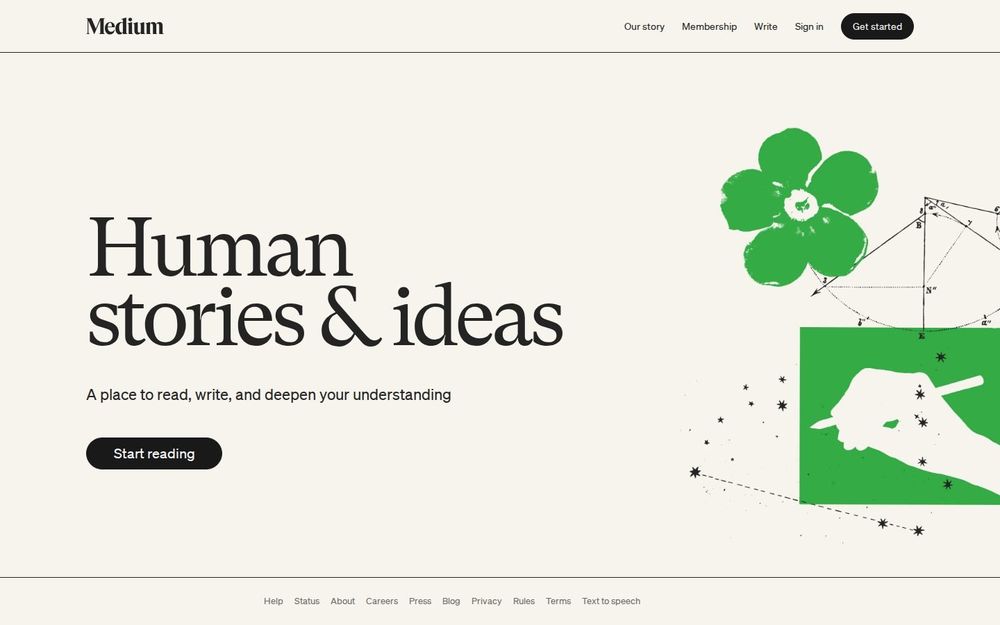 Medium
Our story Membership Write Sign in Get started
Human
stories & ideas
A place to read, write, and deepen your understanding
Start reading
Help Status About Careers Press Blog Privacy Rules Terms Text to speech